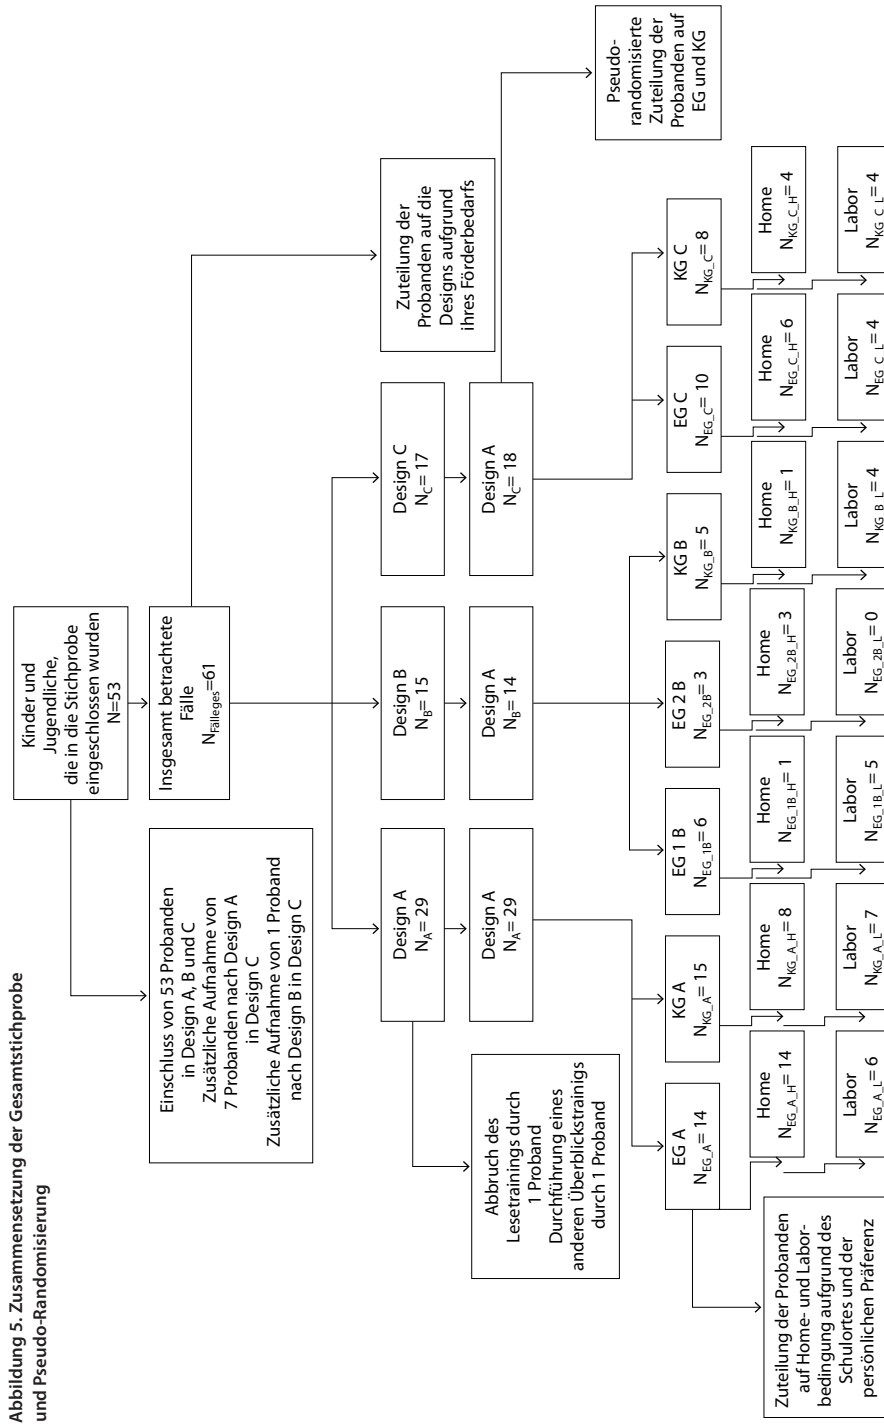 Abbildung 5. Zusammensetzung der Gesamtstichprobe
und Pseudo-Randomisierung
Kinder und
Jugendliche,
die in die Stichprobe
eingeschlossen wurden
N=53
Einschluss von 53 Probanden
in Design A, B und C
Zusätzliche Aufnahme von
7 Probanden nach Design A
in Design C
Zusätzliche Aufnahme von 1 Proband
nach Design B in Design C
Insgesamt betrachtete
Fälle
N_Fälleges=61
Zuteilung der
Probanden auf die
Designs aufgrund
ihres Förderbedarfs
Design A
N_A= 29
Design B
N_B= 15
Design C
N_C= 17
Abbruch des
Lesetrainings durch
1 Proband
Durchführung eines
anderen Überblickstrainigs
durch 1 Proband
Design A
N_A= 29
Design A
N_B= 14
Design A
N_C= 18
Pseudo-
randomisierte
Zuteilung der
Probanden auf
EG und KG
EG A
N_EG_A= 14
KG A
N_KG_A= 15
EG 1 B
N_EG_1B= 6
EG 2 B
N_EG_2B= 3
KG B
N_KG_B= 5
EG C
N_EG_C= 10
KG C
N_KG_C= 8
Zuteilung der Probanden
auf Home- und Labor-
bedingung aufgrund des
Schulortes und der
persönlichen Präferenz
Home
N_EG_A_H= 14
Home
N_KG_A_H= 8
Home
N_EG_1B_H= 1
Home
N_EG_2B_H= 3
Home
N_KG_B_H= 1
Home
N_EG_C_H= 6
Home
N_KG_C_H= 4
Labor
N_EG_A_L= 6
Labor
N_KG_A_L= 7
Labor
N_EG_1B_L= 5
Labor
N_EG_2B_L= 0
Labor
N_KG_B_L= 4
Labor
N_EG_C_L= 4
Labor
N_KG_C_L= 4